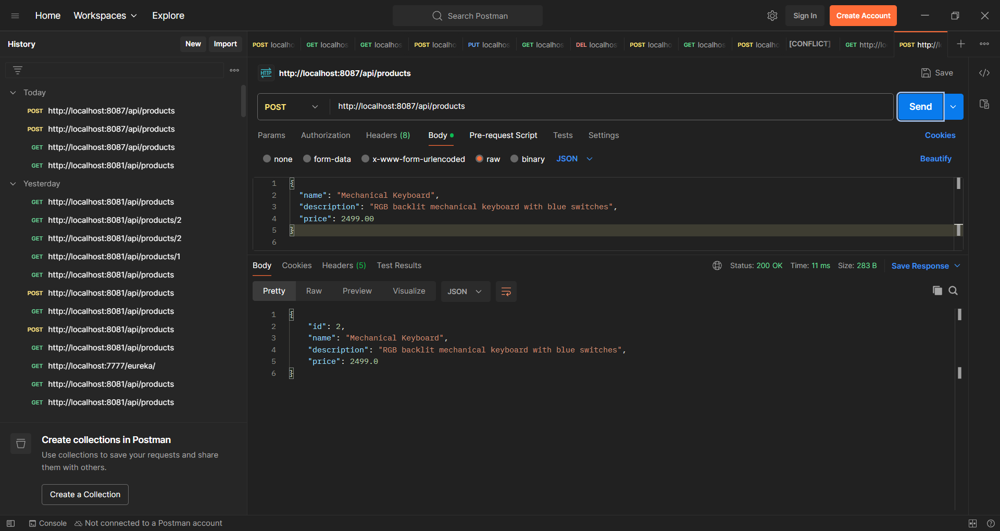 Home Workspaces Explore Search Postman Sign In Create Account
History New Import
POST localho GET localhos GET localhos POST localho PUT localhos GET localhos DEL localhos POST localho GET localhos POST localho [CONFLICT] GET http://lo POST http://l
HTTP http://localhost:8087/api/products Save </>
Today
POST http://localhost:8087/api/products
POST http://localhost:8087/api/products
GET http://localhost:8087/api/products
GET http://localhost:8081/api/products
Yesterday
GET http://localhost:8081/api/products
GET http://localhost:8081/api/products/2
GET http://localhost:8081/api/products/2
GET http://localhost:8081/api/products/1
GET http://localhost:8081/api/products
POST http://localhost:8081/api/products
GET http://localhost:8081/api/products
POST http://localhost:8081/api/products
GET http://localhost:8081/api/products
GET http://localhost:7777/eureka/
GET http://localhost:8081/api/products
GET http://localhost:8081/api/products
Create collections in Postman
Use collections to save your requests and share
them with others.
Create a Collection
POST http://localhost:8087/api/products Send
Params Authorization Headers (8) Body Pre-request Script Tests Settings Cookies
none form-data x-www-form-urlencoded raw binary JSON Beautify
1 {
2 "name": "Mechanical Keyboard",
3 "description": "RGB backlit mechanical keyboard with blue switches",
4 "price": 2499.00
5 }
6
Body Cookies Headers (5) Test Results Status: 200 OK Time: 11 ms Size: 283 B Save Response
Pretty Raw Preview Visualize JSON
1 {
2 "id": 2,
3 "name": "Mechanical Keyboard",
4 "description": "RGB backlit mechanical keyboard with blue switches",
5 "price": 2499.0
6 }
Console Not connected to a Postman account